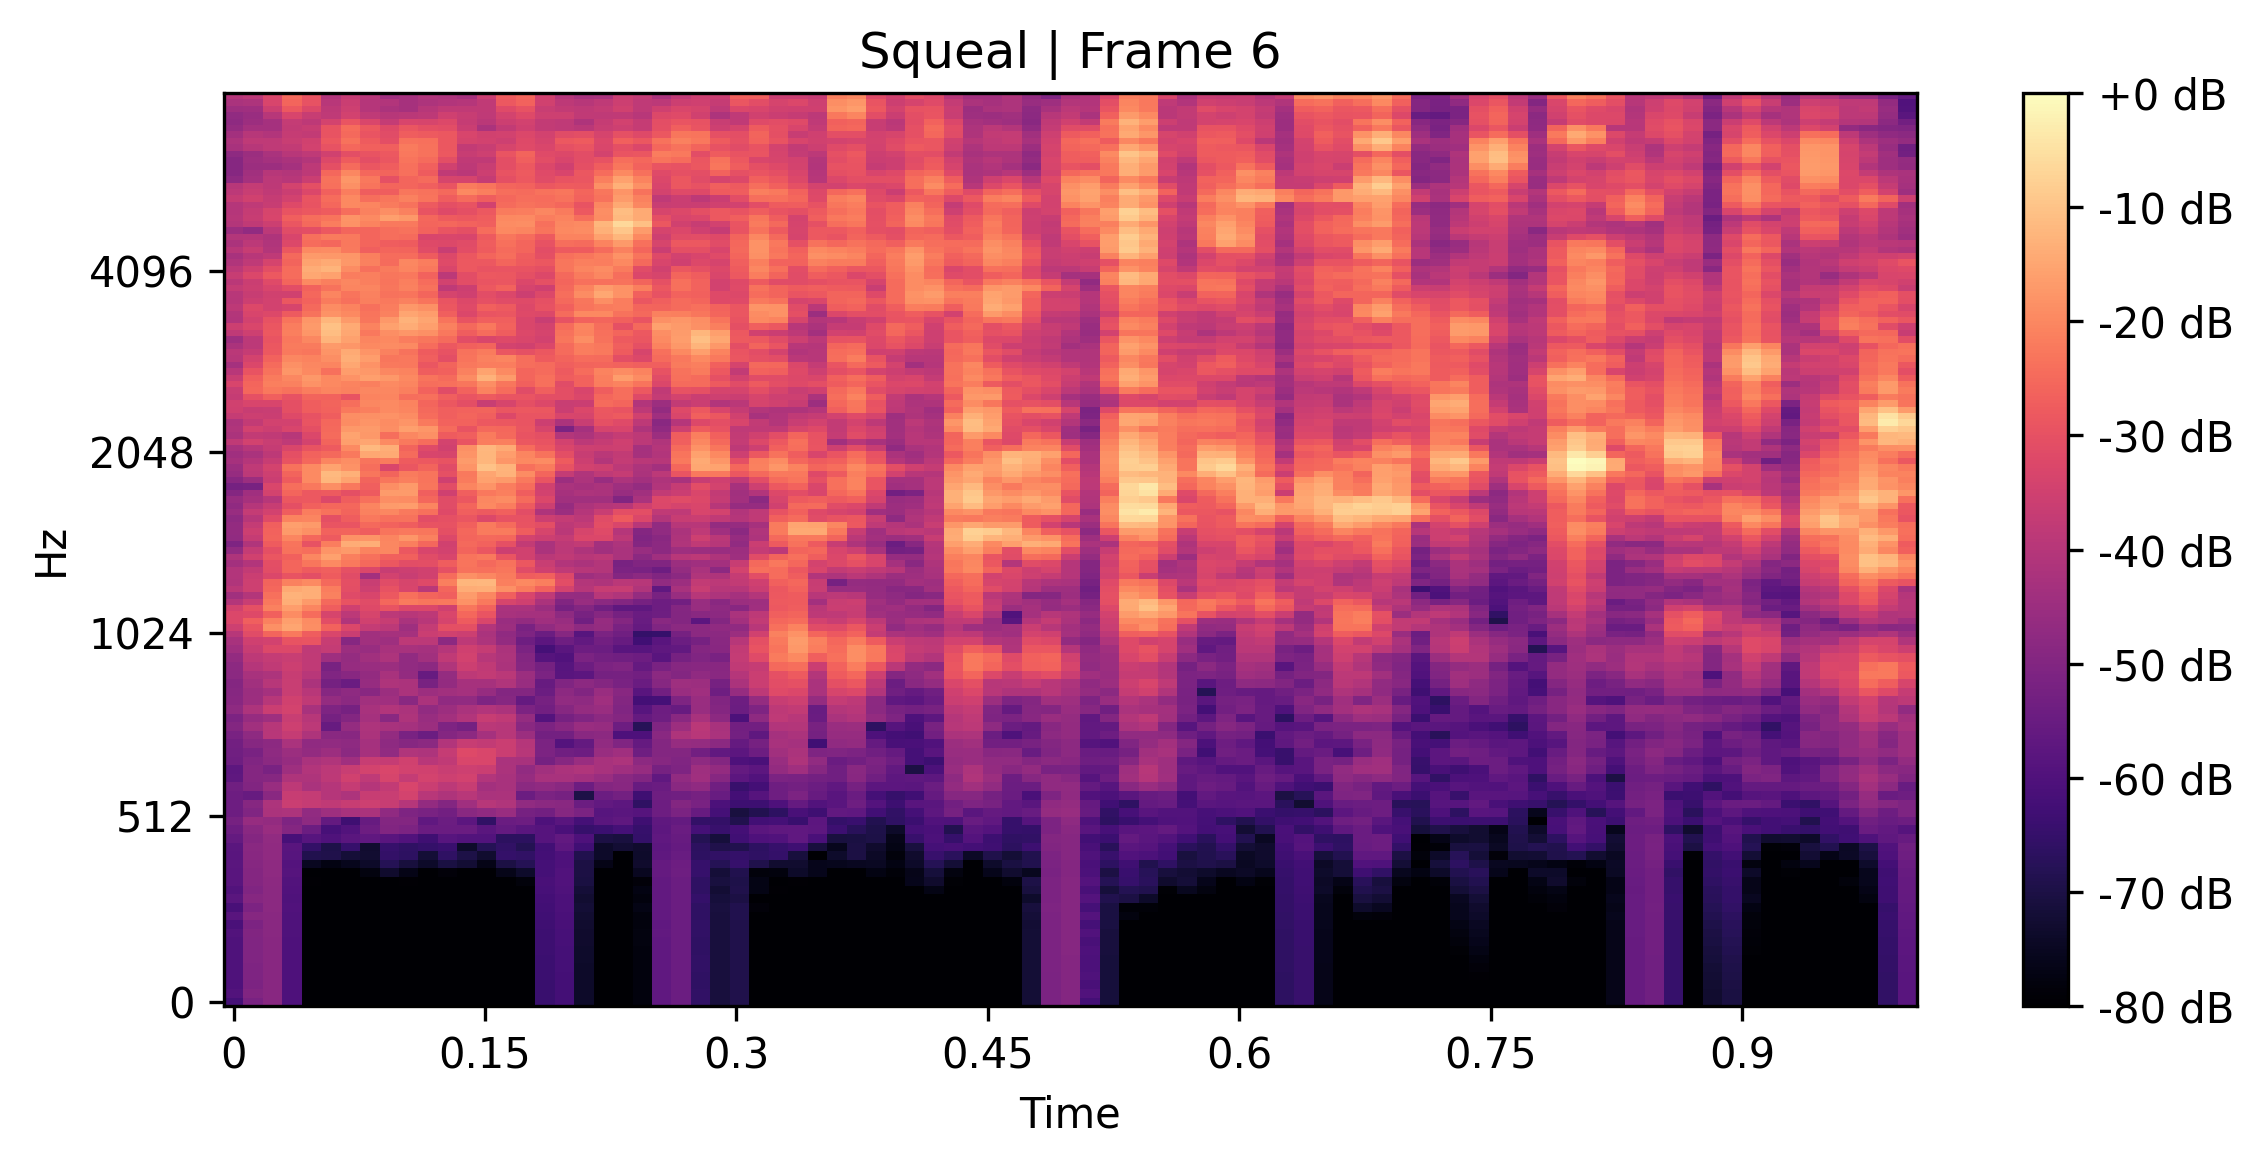 Squeal | Frame 6
+0 dB
-10 dB
-20 dB
-30 dB
-40 dB
-50 dB
-60 dB
-70 dB
-80 dB
4096
2048
1024
512
0
Hz
0 0.15 0.3 0.45 0.6 0.75 0.9
Time